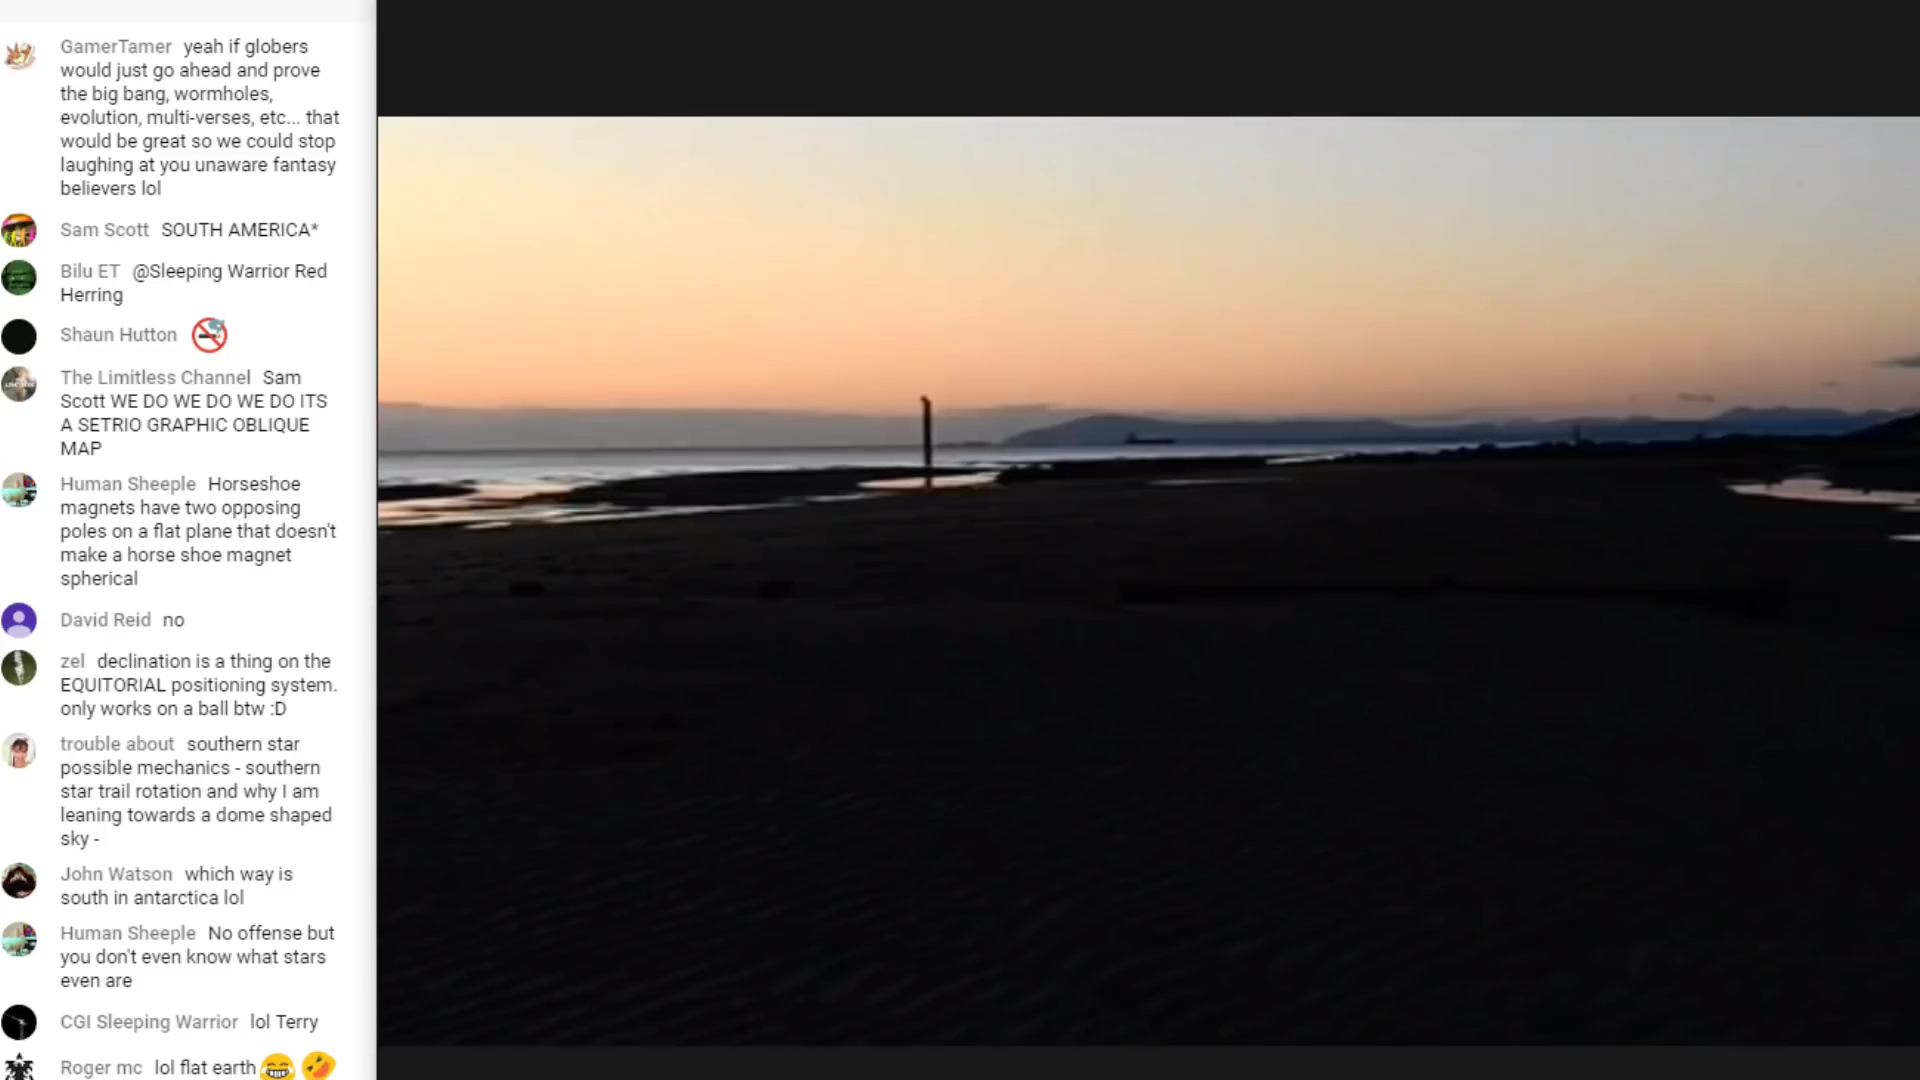 GamerTamer yeah if globers
would just go ahead and prove
the big bang, wormholes,
evolution, multi-verses, etc... that
would be great so we could stop
laughing at you unaware fantasy
believers lol
Sam Scott SOUTH AMERICA*
Bilu ET @Sleeping Warrior Red
Herring
Shaun Hutton
The Limitless Channel Sam
Scott WE DO WE DO WE DO ITS
A SETRIO GRAPHIC OBLIQUE
MAP
Human Sheeple Horseshoe
magnets have two opposing
poles on a flat plane that doesn't
make a horse shoe magnet
spherical
David Reid no
zel declination is a thing on the
EQUITORIAL positioning system.
only works on a ball btw :D
trouble about southern star
possible mechanics - southern
star trail rotation and why I am
leaning towards a dome shaped
sky -
John Watson which way is
south in antarctica lol
Human Sheeple No offense but
you don't even know what stars
even are
CGI Sleeping Warrior lol Terry
Roger mc lol flat earth😂🤣